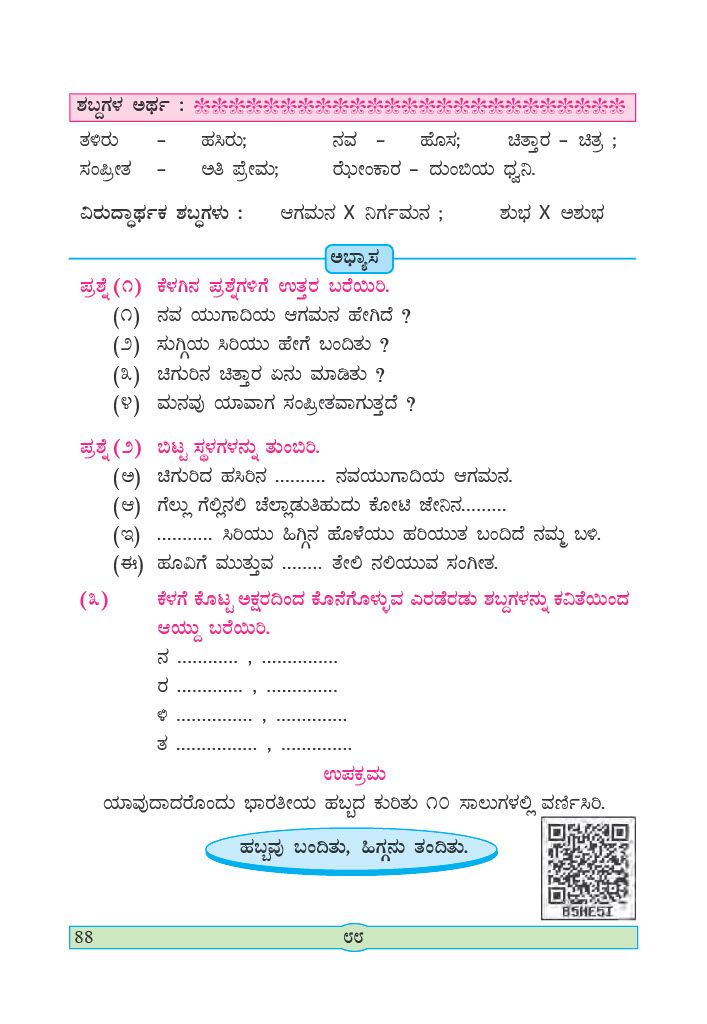 ಶಬ್ದಗಳ ಅರ್ಥ :
ತಳಿರು – ಹಸಿರು; ನವ – ಹೊಸ; ಚಿತ್ತಾರ – ಚಿತ್ರ ;
ಸಂಪ್ರೀತ – ಅತಿ ಪ್ರೇಮ; ಝೇಂಕಾರ – ದುಂಬಿಯ ಧ್ವನಿ.
ವಿರುದ್ಧಾರ್ಥಕ ಶಬ್ಧಗಳು : ಆಗಮನ X ನಿರ್ಗಮನ ; ಶುಭ X ಅಶುಭ
ಅಭ್ಯಾಸ
ಪ್ರಶ್ನೆ (೧) ಕೆಳಗಿನ ಪ್ರಶ್ನೆಗಳಿಗೆ ಉತ್ತರ ಬರೆಯಿರಿ.
(೧) ನವ ಯುಗಾದಿಯ ಆಗಮನ ಹೇಗಿದೆ ?
(೨) ಸುಗ್ಗಿಯ ಸಿರಿಯು ಹೇಗೆ ಬಂದಿತು ?
(೩) ಚಿಗುರಿನ ಚಿತ್ತಾರ ಏನು ಮಾಡಿತು ?
(೪) ಮನವು ಯಾವಾಗ ಸಂಪ್ರೀತವಾಗುತ್ತದೆ ?
ಪ್ರಶ್ನೆ (೨) ಬಿಟ್ಟ ಸ್ಥಳಗಳನ್ನು ತುಂಬಿರಿ.
(ಅ) ಚಿಗುರಿದ ಹಸಿರಿನ .......... ನವಯುಗಾದಿಯ ಆಗಮನ.
(ಆ) ಗೆಲ್ಲು ಗೆಲ್ಲಿನಲಿ ಚೆಲ್ಲಾಡುತಿಹುದು ಕೋಟಿ ಜೇನಿನ.........
(ಇ) ........... ಸಿರಿಯು ಹಿಗ್ಗಿನ ಹೊಳೆಯು ಹರಿಯುತ ಬಂದಿದೆ ನಮ್ಮ ಬಳಿ.
(ಈ) ಹೂವಿಗೆ ಮುತ್ತುವ ........ ತೇಲಿ ನಲಿಯುವ ಸಂಗೀತ.
(೩) ಕೆಳಗೆ ಕೊಟ್ಟ ಅಕ್ಷರದಿಂದ ಕೊನೆಗೊಳ್ಳುವ ಎರಡೆರಡು ಶಬ್ದಗಳನ್ನು ಕವಿತೆಯಿಂದ
ಆಯ್ದು ಬರೆಯಿರಿ.
ನ ............ , ...............
ರ ............. , ..............
ಳಿ ............... , ..............
ತ ................ , ..............
ಉಪಕ್ರಮ
ಯಾವುದಾದರೊಂದು ಭಾರತೀಯ ಹಬ್ಬದ ಕುರಿತು ೧೦ ಸಾಲುಗಳಲ್ಲಿ ವರ್ಣಿಸಿರಿ.
ಹಬ್ಬವು ಬಂದಿತು, ಹಿಗ್ಗನು ತಂದಿತು.
B5HE5I
88 ೮೮